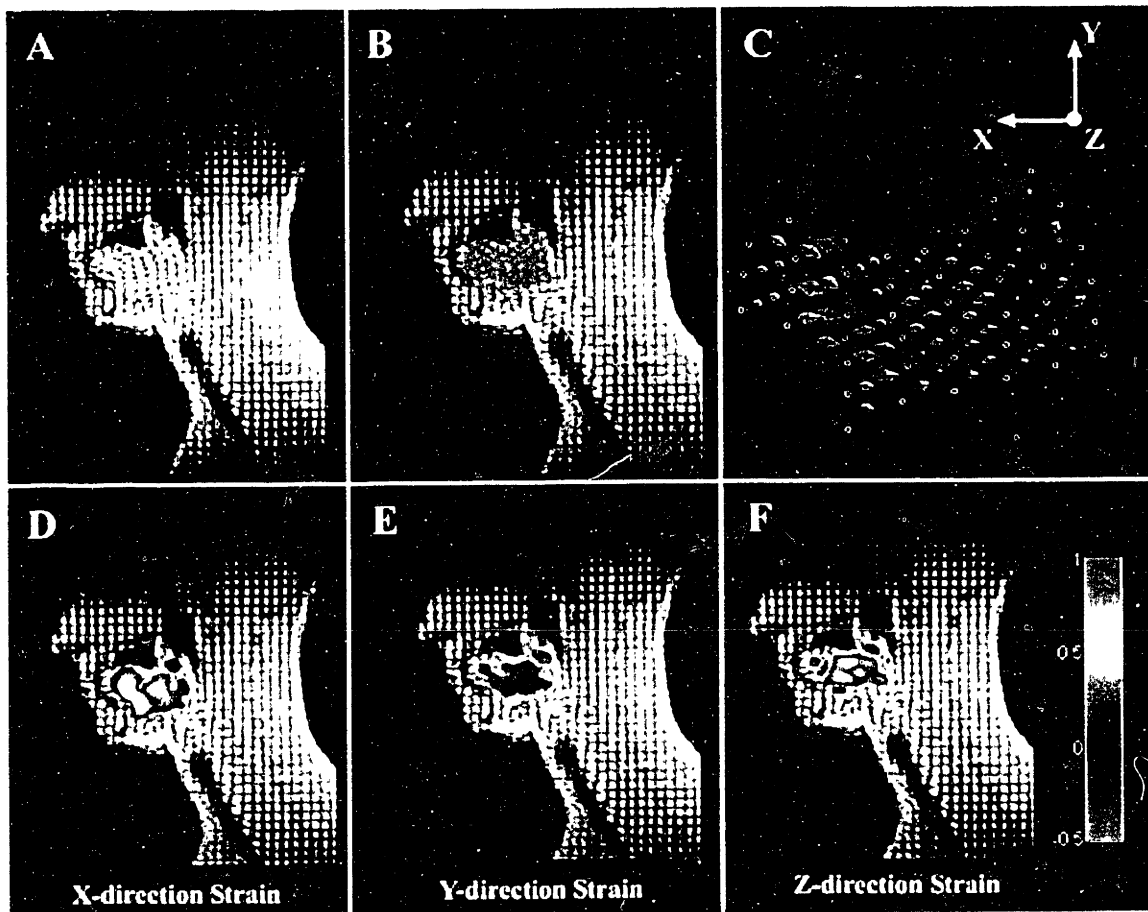 A
B
C
Y
X
Z
D
E
F
1
0.5
0
-0.5
X-direction Strain
Y-direction Strain
Z-direction Strain